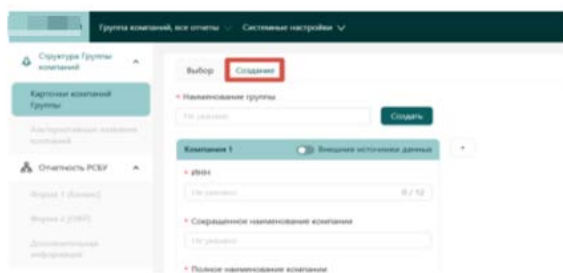 Группа компаний, все отчеты
Системные настройки
Структура Группы
компаний
Выбор
Создание
Карточки компаний
Группы
* Наименование группы
Не указано
Создать
компаний
Компания 1
Внешние источники данных
+
Отчетность РСБУ
* ИНН
Не указано
0 / 12
Форма 1 (Баланс)
Форма 2 (ОФР)
* Сокращенное наименование компании
Не указано
Дополнительная
информация
* Полное наименование компании